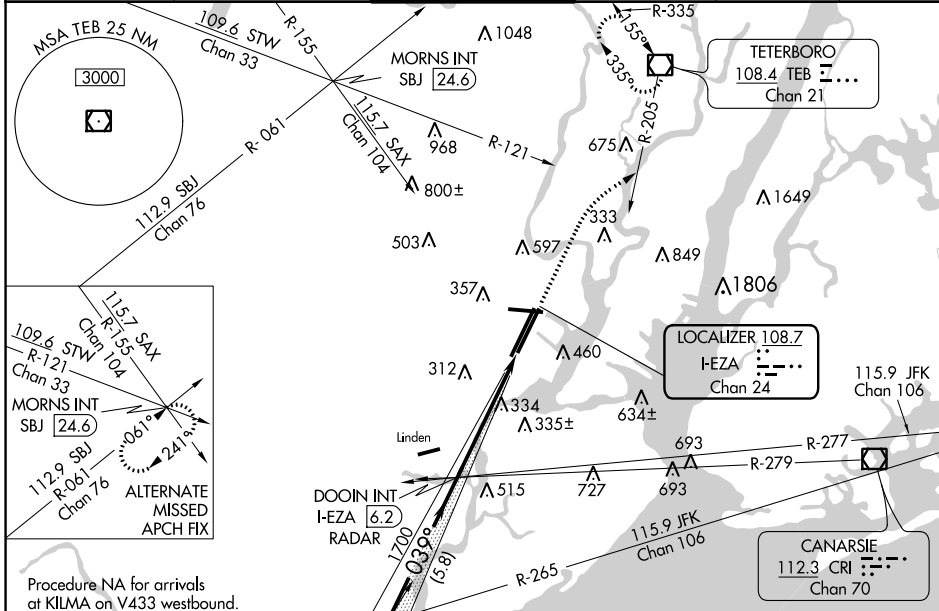 MSA TEB 25 NM
3000
109.6 STW
Chan 33
R-155
MORNS INT
SBJ 24.6
1048
R-335
155°
335°
TETERBORO
108.4 TEB
Chan 21
R-205
R-061
115.7 SAX
Chan 104
968
R-121
675
800±
1649
112.9 SBJ
Chan 76
503
597
333
849
357
1806
LOCALIZER 108.7
I-EZA
Chan 24
460
312
334
335±
634±
115.9 JFK
Chan 106
Linden
693
R-277
R-279
DOOIN INT
I-EZA 6.2
RADAR
515
727
693
1700
039°
(5.8)
115.9 JFK
Chan 106
R-265
CANARSIE
112.3 CRI
Chan 70
115.7 SAX
R-155
Chan 104
109.6 STW
R-121
Chan 33
MORNS INT
SBJ 24.6
061°
241°
112.9 SBJ
R-061
Chan 76
ALTERNATE
MISSED
APCH FIX
Procedure NA for arrivals
at KILMA on V433 westbound.